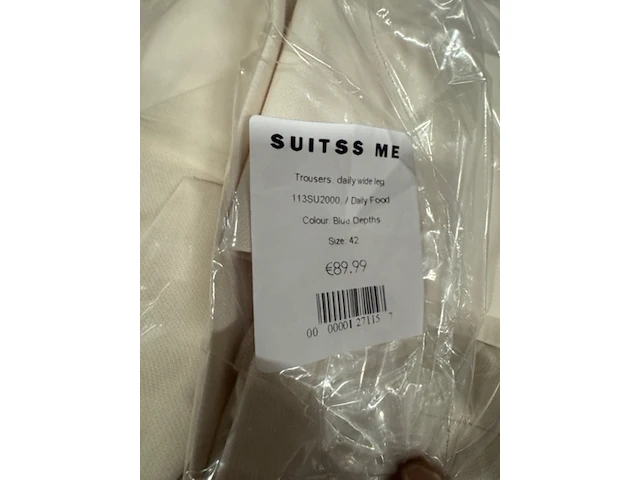 SUITSS ME
Trousers, daily wide leg
113SU2000, / Daily Food
Colour: Blue Depths
Size: 42
€89.99
00 00001 27115 7